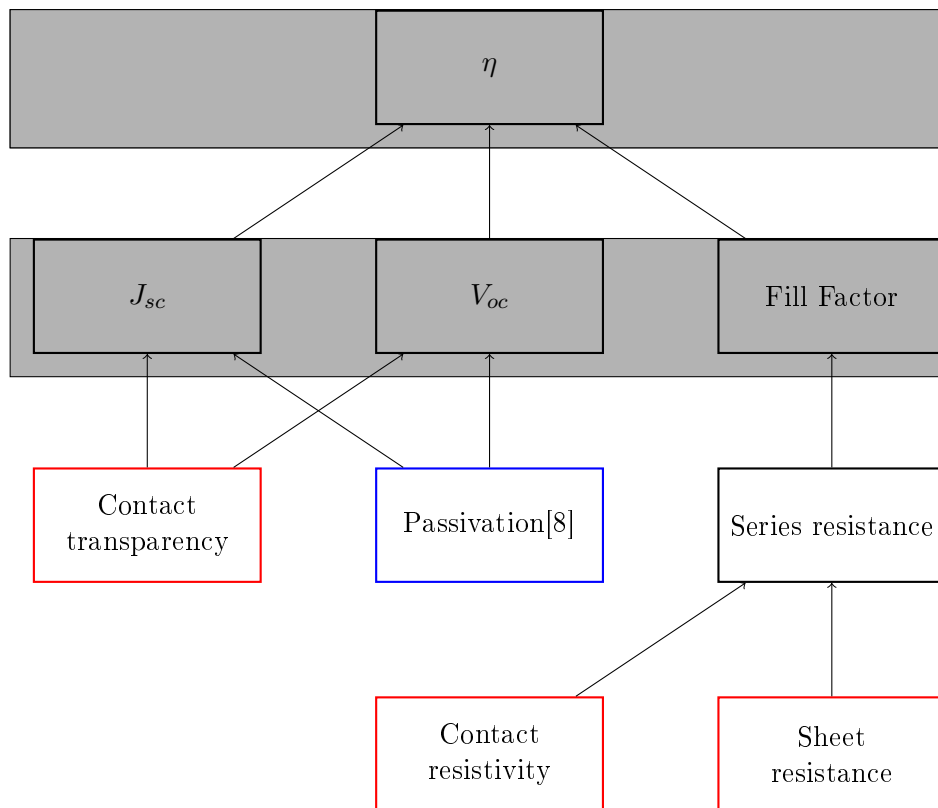 η
J_sc
V_oc
Fill Factor
Contact
transparency
Passivation[8]
Series resistance
Contact
resistivity
Sheet
resistance